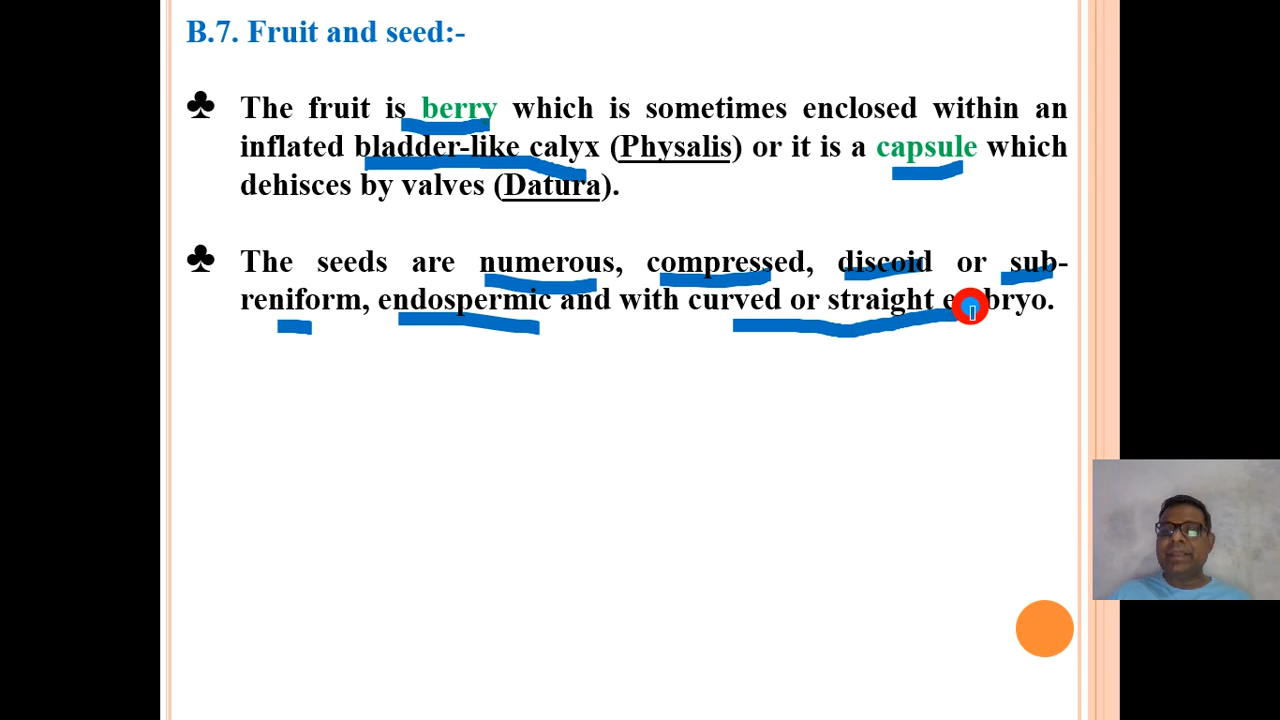 B.7. Fruit and seed:-
♣ The fruit is berry which is sometimes enclosed within an
inflated bladder-like calyx (Physalis) or it is a capsule which
dehisces by valves (Datura).
♣ The seeds are numerous, compressed, discoid or sub-
reniform, endospermic and with curved or straight embryo.